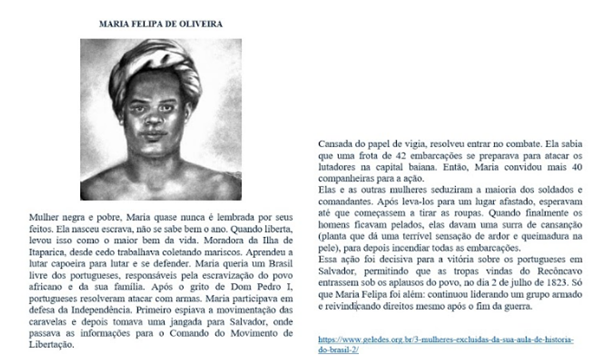 MARIA FELIPA DE OLIVEIRA
Mulher negra e pobre, Maria quase nunca é lembrada por seus
feitos. Ela nasceu escrava, não se sabe bem o ano. Quando liberta,
levou isso como o maior bem da vida. Moradora da Ilha de
Itaparica, desde cedo trabalhava coletando mariscos. Aprendeu a
lutar capoeira para lutar e se defender. Maria queria um Brasil
livre dos portugueses, responsáveis pela escravização do povo
africano e da sua família. Após o grito de Dom Pedro I,
portugueses resolveram atacar com armas. Maria participava em
defesa da Independência. Primeiro espiava a movimentação das
caravelas e depois tomava uma jangada para Salvador, onde
passava as informações para o Comando do Movimento de
Libertação.
Cansada do papel de vigia, resolveu entrar no combate. Ela sabia
que uma frota de 42 embarcações se preparava para atacar os
lutadores na capital baiana. Então, Maria convidou mais 40
companheiras para a ação.
Elas e as outras mulheres seduziram a maioria dos soldados e
comandantes. Após leva-los para um lugar afastado, esperavam
até que começassem a tirar as roupas. Quando finalmente os
homens ficavam pelados, elas davam uma surra de cansanção
(planta que dá uma terrível sensação de ardor e queimadura na
pele), para depois incendiar todas as embarcações.
Essa ação foi decisiva para a vitória sobre os portugueses em
Salvador, permitindo que as tropas vindas do Recôncavo
entrassem sob os aplausos do povo, no dia 2 de julho de 1823. Só
que Maria Felipa foi além: continuou liderando um grupo armado
e reivindicando direitos mesmo após o fim da guerra.
https://www.geledes.org.br/3-mulheres-excluidas-da-sua-aula-de-historia-
do-brasil-2/